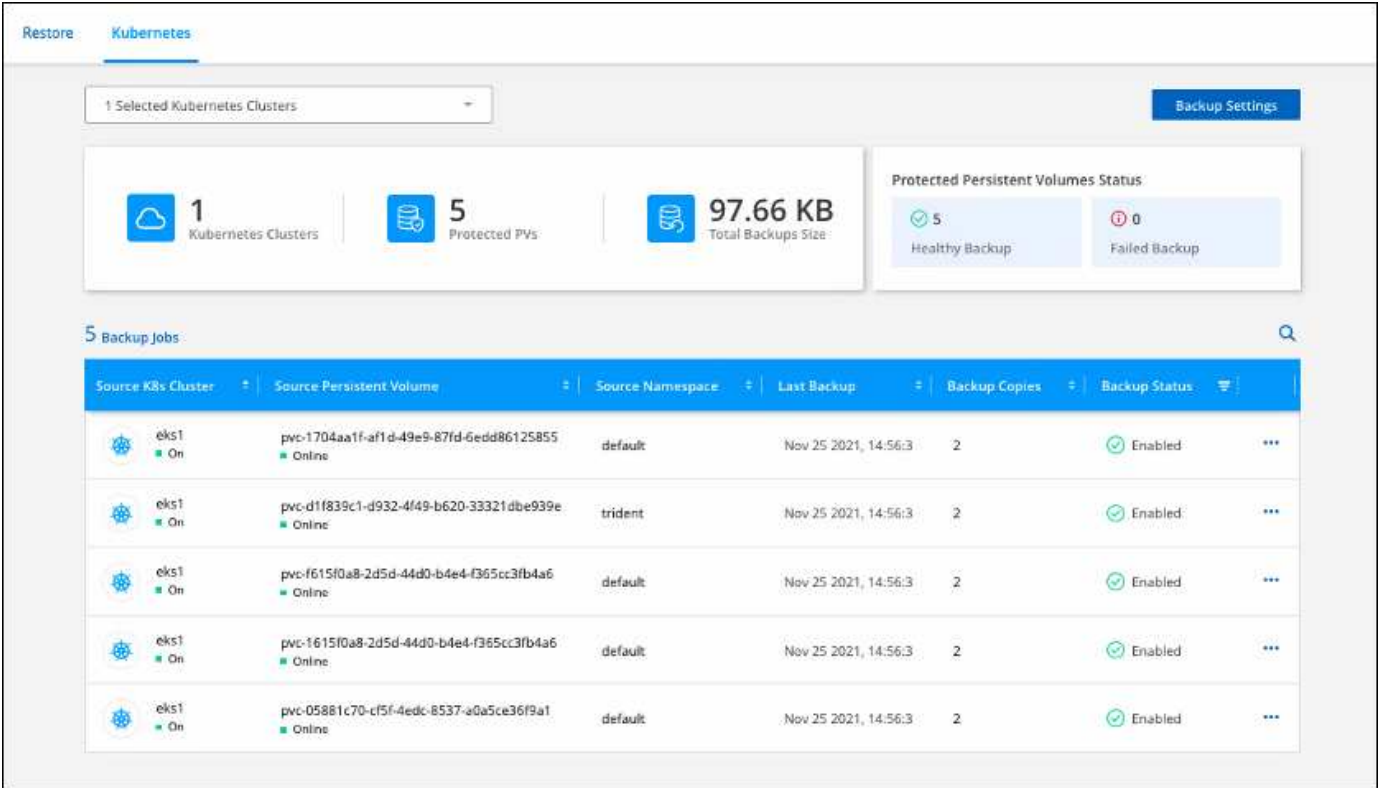 Restore Kubernetes
1 Selected Kubernetes Clusters
Backup Settings
1
Kubernetes Clusters
5
Protected PVs
97.66 KB
Total Backups Size
Protected Persistent Volumes Status
5
Healthy Backup
0
Failed Backup
5 Backup Jobs
Source K8s Cluster Source Persistent Volume Source Namespace Last Backup Backup Copies Backup Status
eks1 pvc-1704aa1f-af1d-49e9-87fd-6edd86125855 default Nov 25 2021, 14:56:3 2 Enabled
On Online
eks1 pvc-d1f839c1-d932-4f49-b620-33321dbe939e trident Nov 25 2021, 14:56:3 2 Enabled
On Online
eks1 pvc-f615f0a8-2d5d-44d0-b4e4-f365cc3fb4a6 default Nov 25 2021, 14:56:3 2 Enabled
On Online
eks1 pvc-1615f0a8-2d5d-44d0-b4e4-f365cc3fb4a6 default Nov 25 2021, 14:56:3 2 Enabled
On Online
eks1 pvc-05881c70-cf5f-4edc-8537-a0a5ce36f9a1 default Nov 25 2021, 14:56:3 2 Enabled
On Online